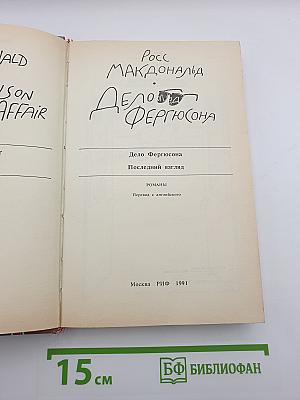 ALD
SON
AFFAIR
Росс
Макдональд
Дело
Фергюсона
Дело Фергюсона
Последний взгляд
РОМАНЫ
Перевод с английского
Москва РИФ 1991
15 см
БФ БИБЛИОФАН